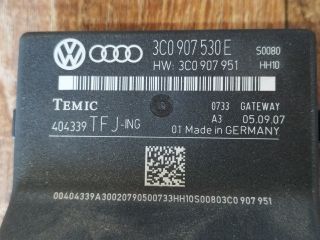 3C0 907 530 E S0080
HW: 3C0 907 951 HH10
TEMIC 0733 GATEWAY
404339 TFJ-ING A3 05.09.07
01 Made in GERMANY
00404339A30020790500733HH10S00803C0 907 951